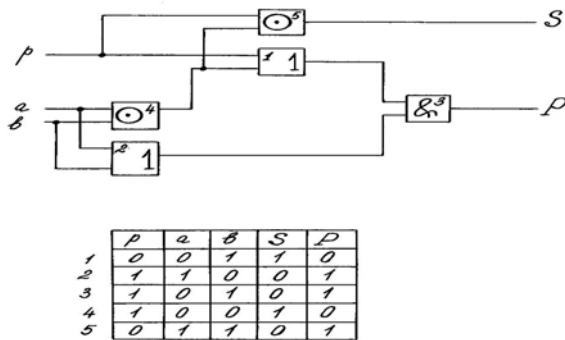 5 S
p 1 1
a 4 & 3 P
b
2 1
p a b S P
1 0 0 1 1 0
2 1 1 0 0 1
3 1 0 1 0 1
4 1 0 0 1 0
5 0 1 1 0 1